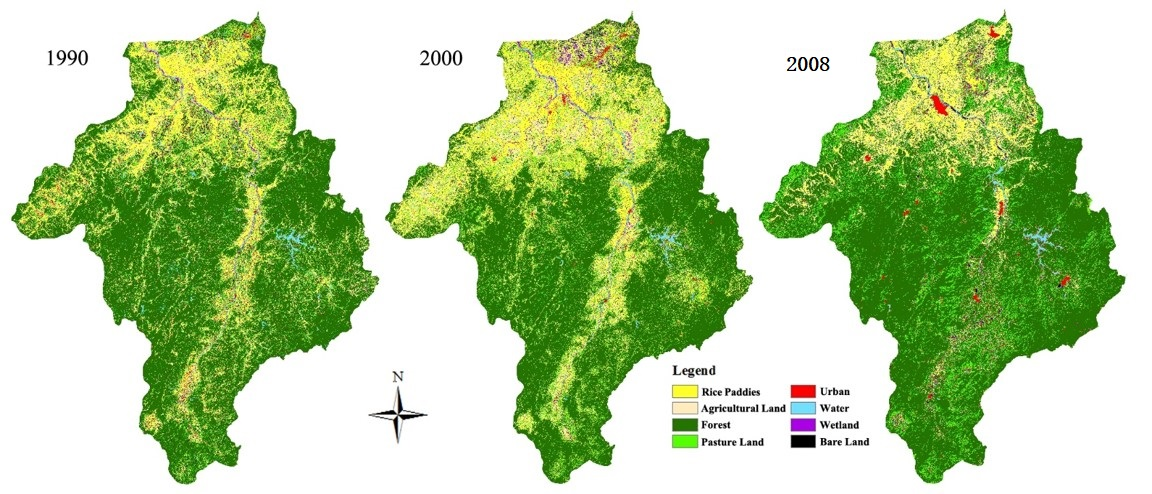 1990
2000
2008
N
Legend
Rice Paddies
Urban
Agricultural Land
Water
Forest
Wetland
Pasture Land
Bare Land